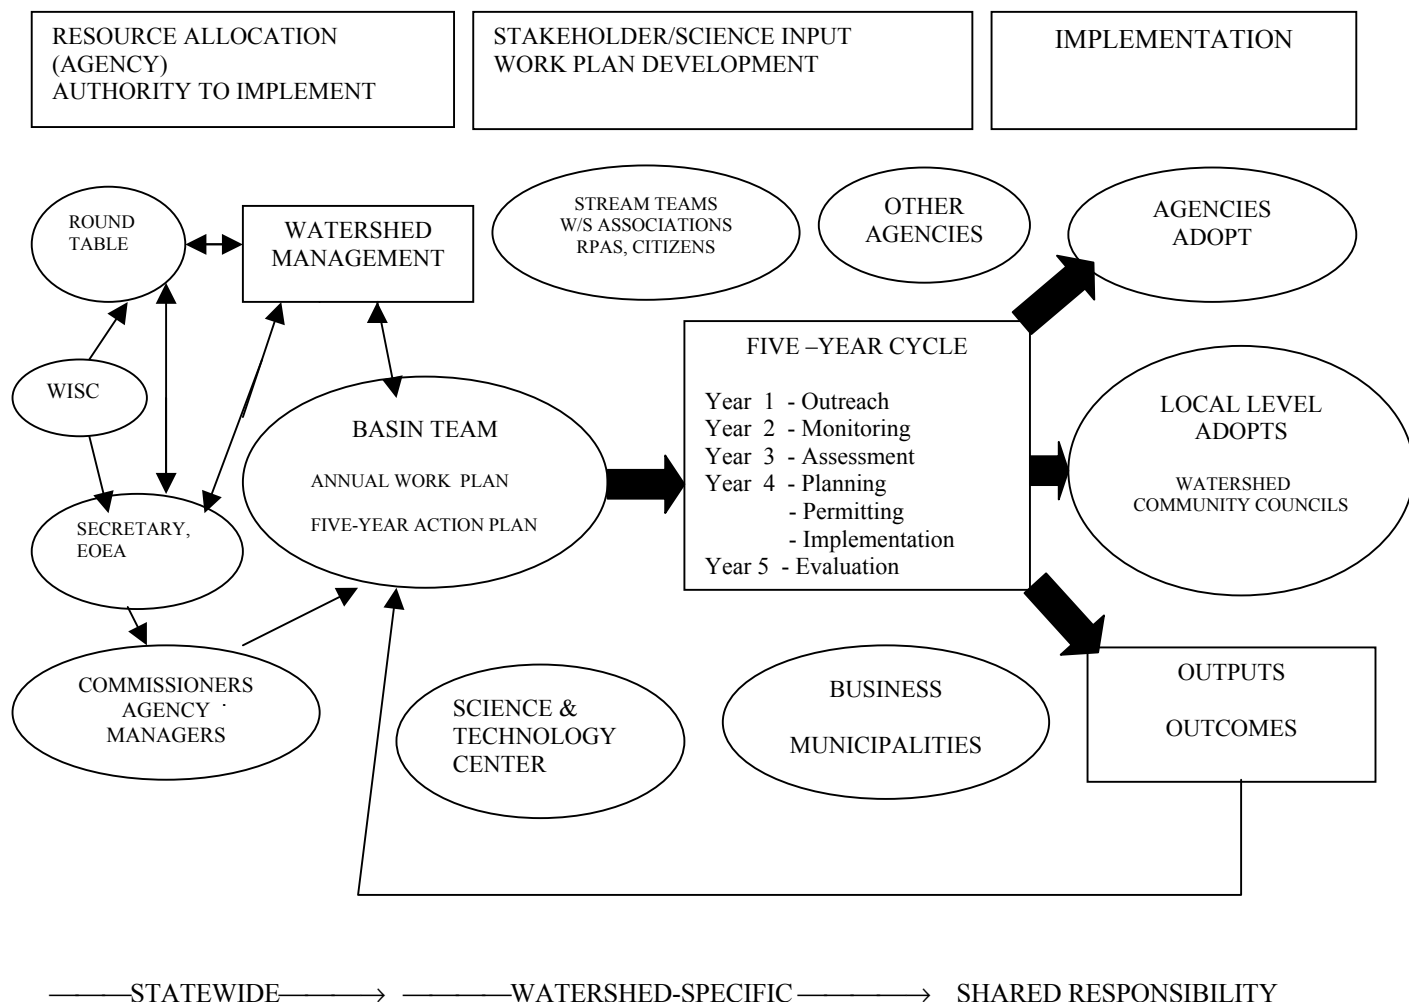 RESOURCE ALLOCATION
(AGENCY)
AUTHORITY TO IMPLEMENT
STAKEHOLDER/SCIENCE INPUT
WORK PLAN DEVELOPMENT
IMPLEMENTATION
ROUND
TABLE
WATERSHED
MANAGEMENT
STREAM TEAMS
W/S ASSOCIATIONS
RPAS, CITIZENS
OTHER
AGENCIES
AGENCIES
ADOPT
WISC
BASIN TEAM
ANNUAL WORK PLAN
FIVE-YEAR ACTION PLAN
FIVE –YEAR CYCLE
Year 1 - Outreach
Year 2 - Monitoring
Year 3 - Assessment
Year 4 - Planning
- Permitting
- Implementation
Year 5 - Evaluation
LOCAL LEVEL
ADOPTS
WATERSHED
COMMUNITY COUNCILS
SECRETARY,
EOEA
COMMISSIONERS
AGENCY
MANAGERS
SCIENCE &
TECHNOLOGY
CENTER
BUSINESS
MUNICIPALITIES
OUTPUTS
OUTCOMES
STATEWIDE
WATERSHED-SPECIFIC
SHARED RESPONSIBILITY